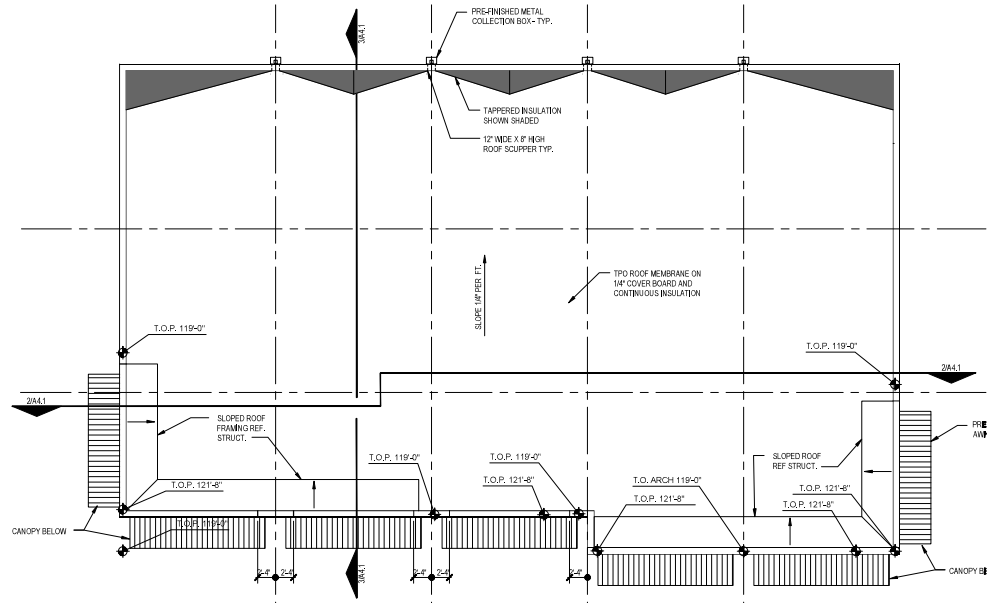 3/A4.1
PRE-FINISHED METAL
COLLECTION BOX - TYP.
TAPPERED INSULATION
SHOWN SHADED
12" WIDE X 8" HIGH
ROOF SCUPPER TYP.
SLOPE 1/4" PER FT.
TPO ROOF MEMBRANE ON
1/4" COVER BOARD AND
CONTINUOUS INSULATION
T.O.P. 119'-0"
T.O.P. 119'-0"
2/A4.1
2/A4.1
SLOPED ROOF
FRAMING REF.
STRUCT.
PRE
T.O.P. 119'-0"
T.O.P. 119'-0"
SLOPED ROOF
REF STRUCT.
T.O.P. 121'-8"
T.O.P. 121'-8"
T.O. ARCH 119'-0"
T.O.P. 121'-8"
T.O.P. 121'-8"
T.O.P. 121'-8"
CANOPY BELOW
T.O.P. 119'-0"
CANOPY
2'-4"
2'-4"
2'-4"
2'-4"
2'-4"
3/A4.1